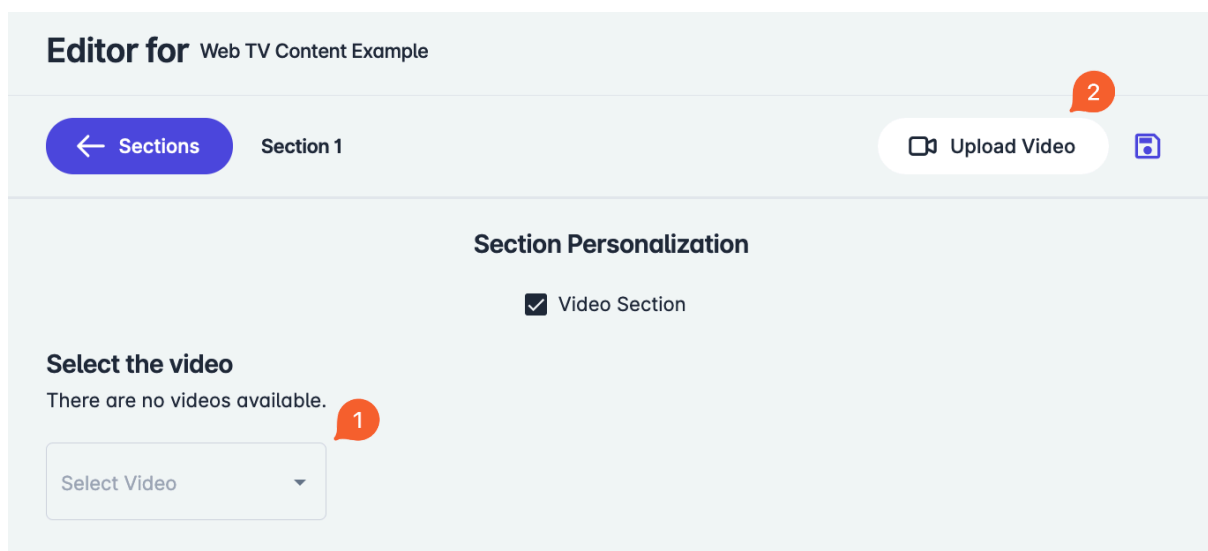 Editor for Web TV Content Example
2
Sections
Section 1
Upload Video
Section Personalization
Video Section
Select the video
There are no videos available.
1
Select Video